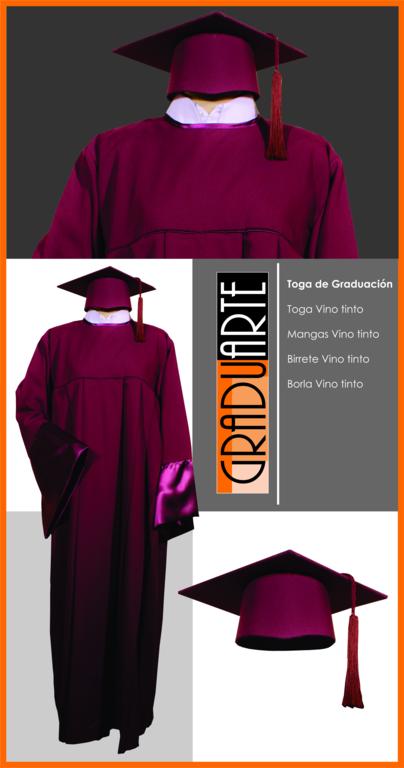 GRADUARTE
Toga de Graduación
Toga Vino tinto
Mangas Vino tinto
Birrete Vino tinto
Borla Vino tinto